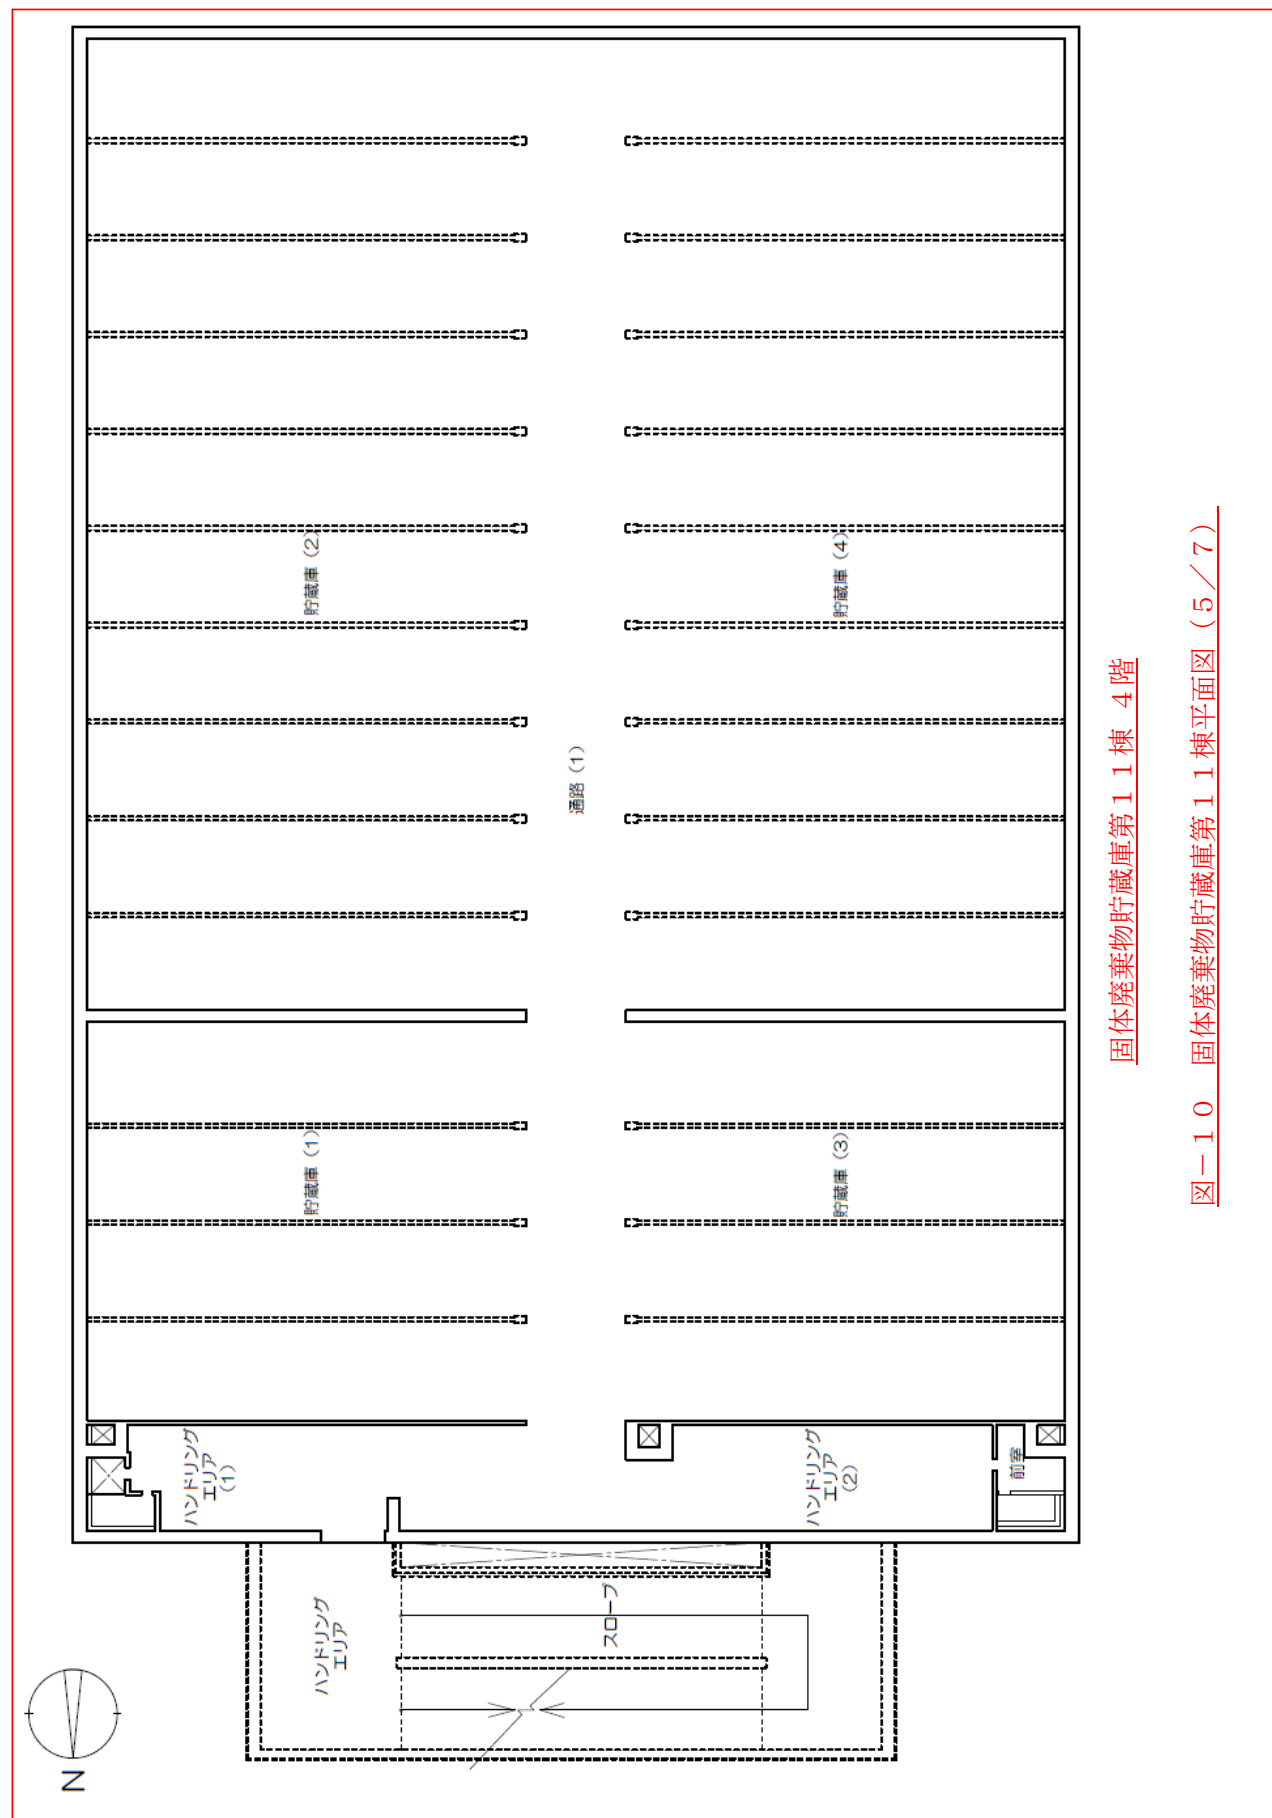 貯蔵庫（2）
貯蔵庫（4）
通路（1）
貯蔵庫（1）
貯蔵庫（3）
ハンドリング
エリア
（1）
ハンドリング
エリア
（2）
前室
ハンドリング
エリア
スロープ
N
固体廃棄物貯蔵庫第１１棟 ４階
図－１０　固体廃棄物貯蔵庫第１１棟平面図（５／７）